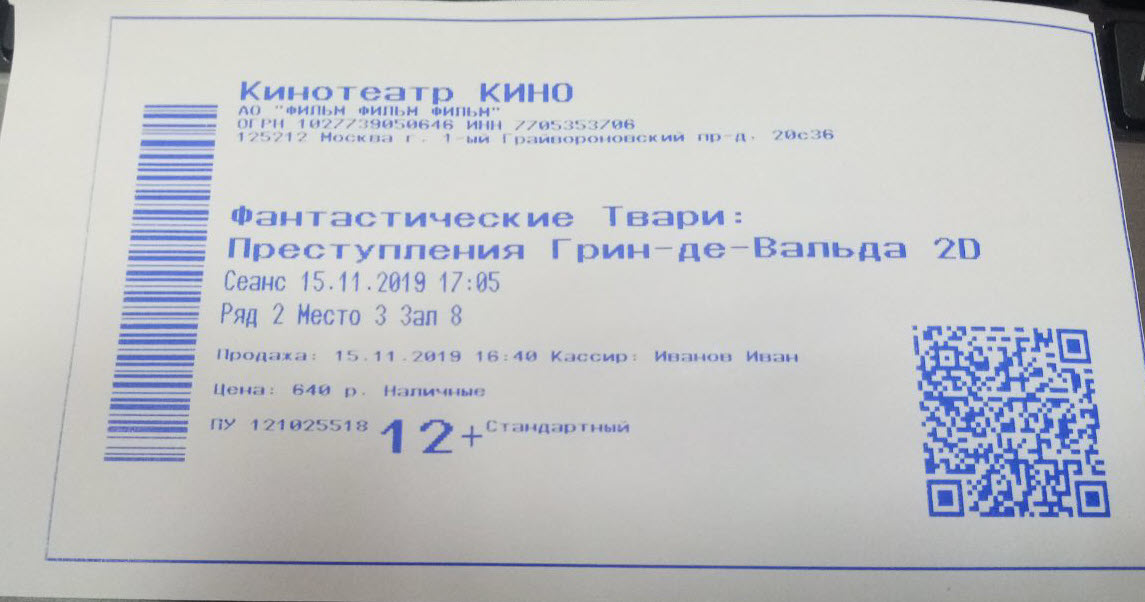 Кинотеатр КИНО
АО "ФИЛЬМ ФИЛЬМ ФИЛЬМ"
ОГРН 1027739050646 ИНН 7705353706
125212 Москва г. 1-ый Грайвороновский пр-д. 20с36
Фантастические Твари:
Преступления Грин-де-Вальда 2D
Сеанс 15.11.2019 17:05
Ряд 2 Место 3 Зал 8
Продажа: 15.11.2019 16:40 Кассир: Иванов Иван
Цена: 640 р. Наличные
ПУ 121025518 12+ Стандартный